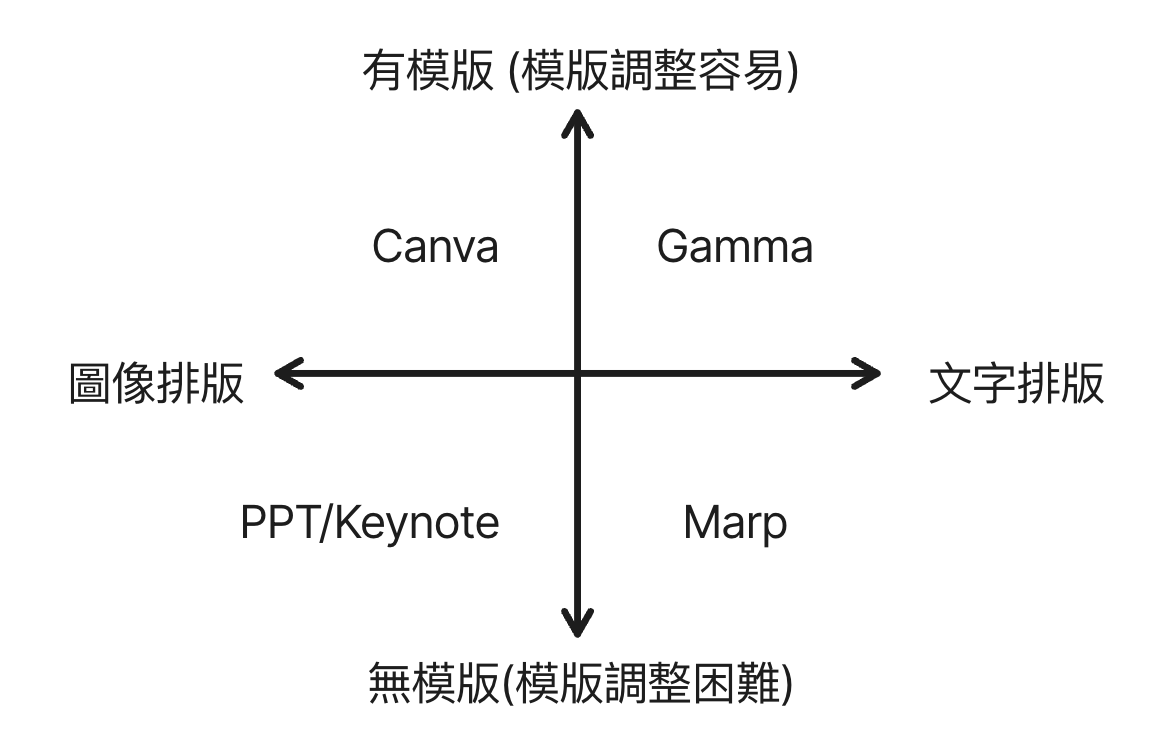 有模版 (模版調整容易)
Canva
Gamma
圖像排版
文字排版
PPT/Keynote
Marp
無模版(模版調整困難)